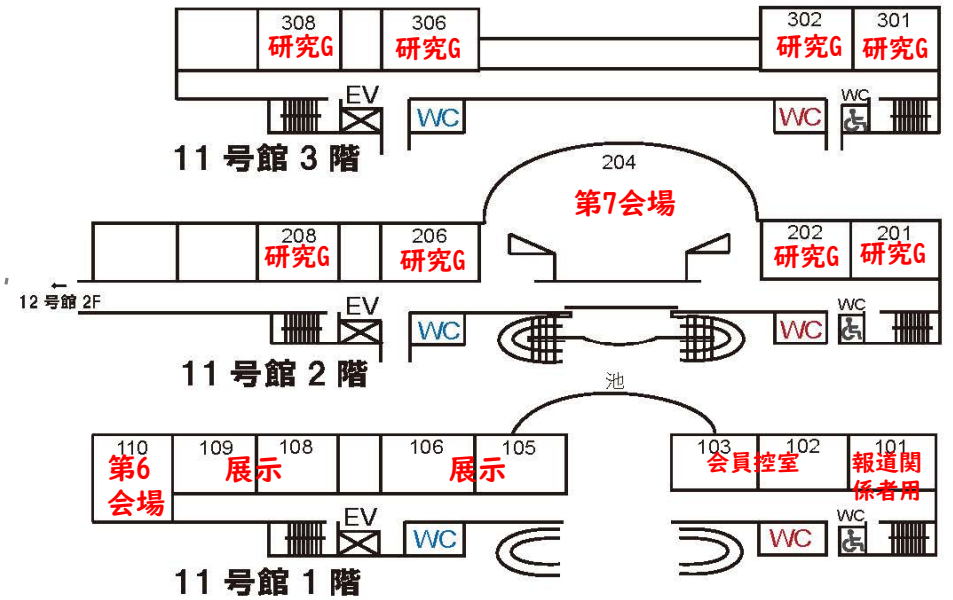 308 306 302 301
研究G 研究G 研究G 研究G
EV WC WC WC
11 号館 3 階
204
第7会場
208 206 202 201
研究G 研究G 研究G 研究G
←
12 号館 2F
EV WC WC WC
11 号館 2 階
池
110 109 108 106 105 103 102 101
第6
会場
展示 展示 会員控室
報道関
係者用
EV WC WC WC
11 号館 1 階